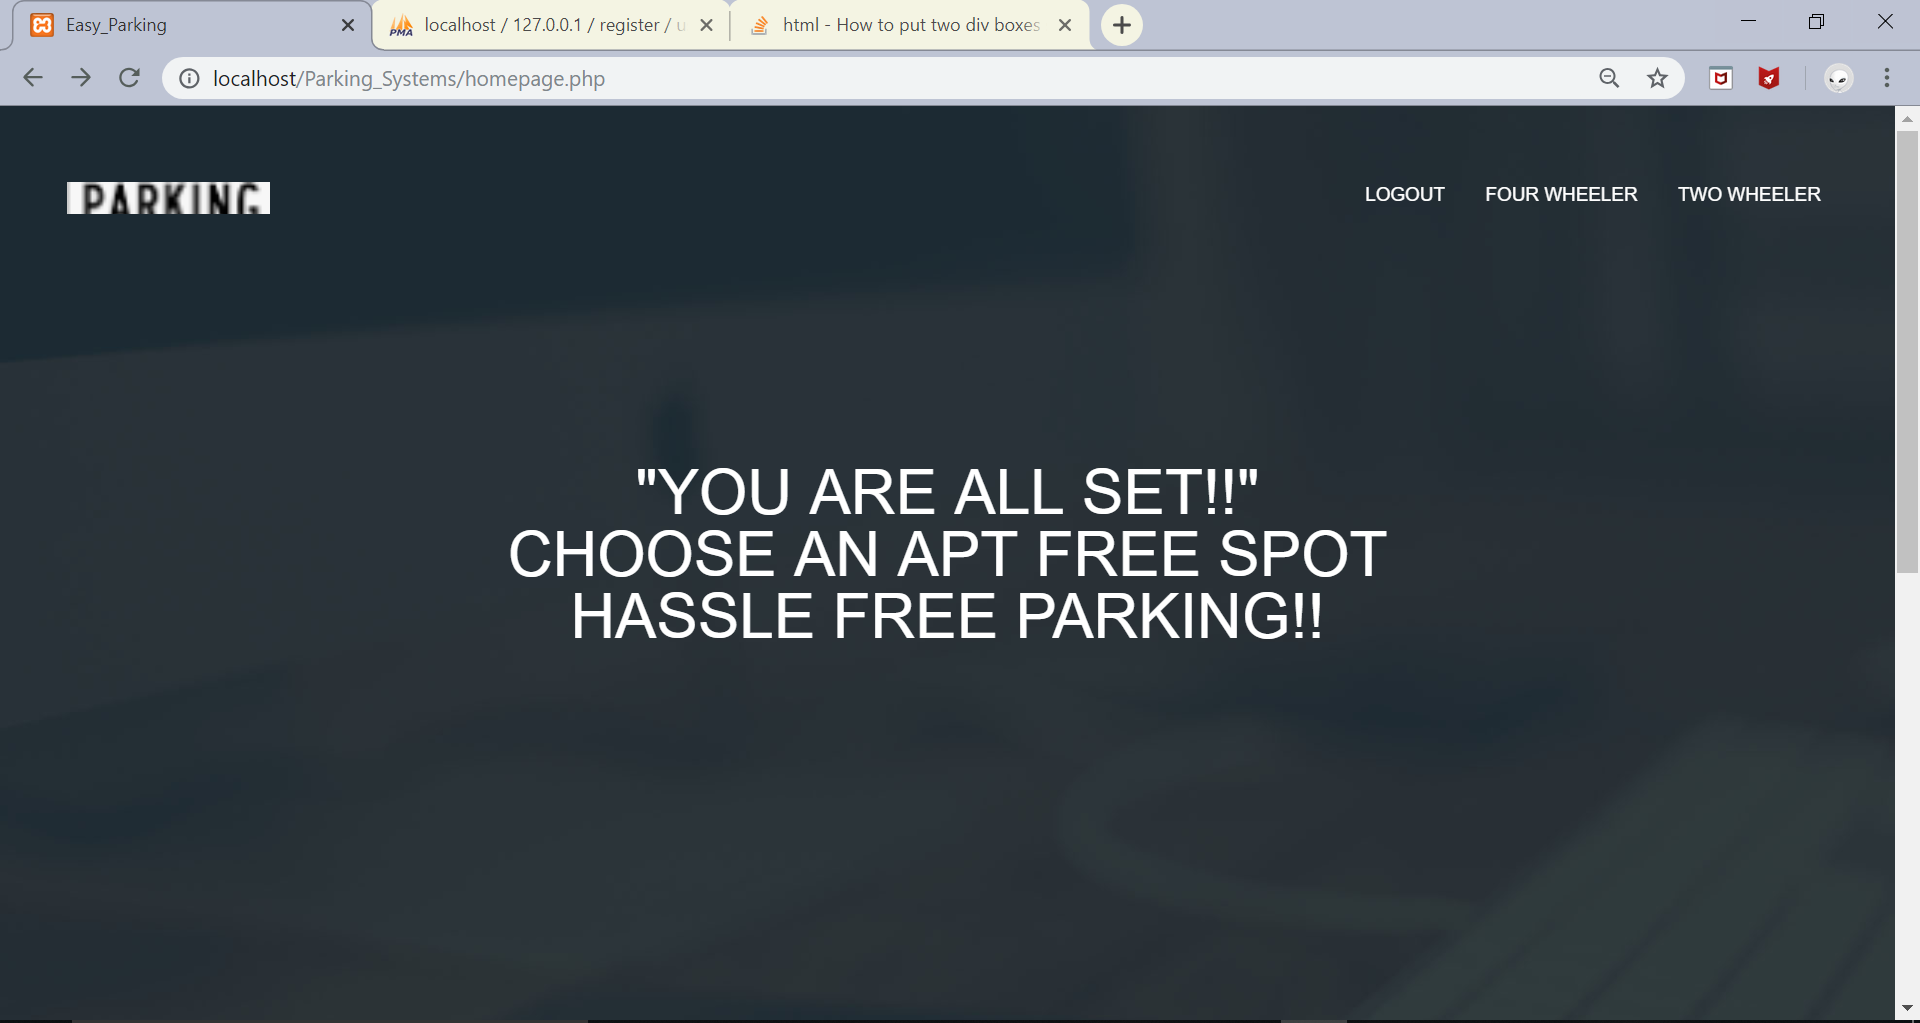 Easy_Parking
localhost / 127.0.0.1 / register / u
html - How to put two div boxes
localhost/Parking_Systems/homepage.php
PARKING
LOGOUT FOUR WHEELER TWO WHEELER
"YOU ARE ALL SET!!"
CHOOSE AN APT FREE SPOT
HASSLE FREE PARKING!!
PMA